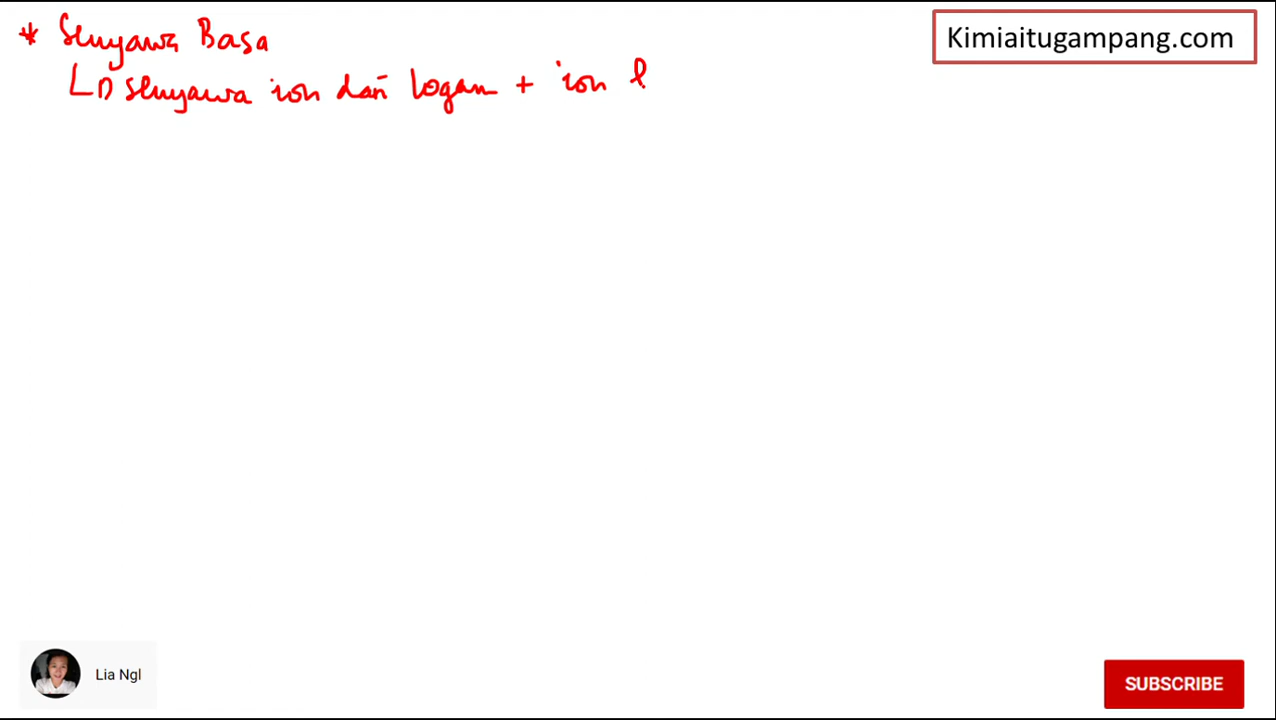 * Senyawa Basa
↳ senyawa ion dari logam + ion l
Kimiaitugampang.com
Lia Ngl
SUBSCRIBE